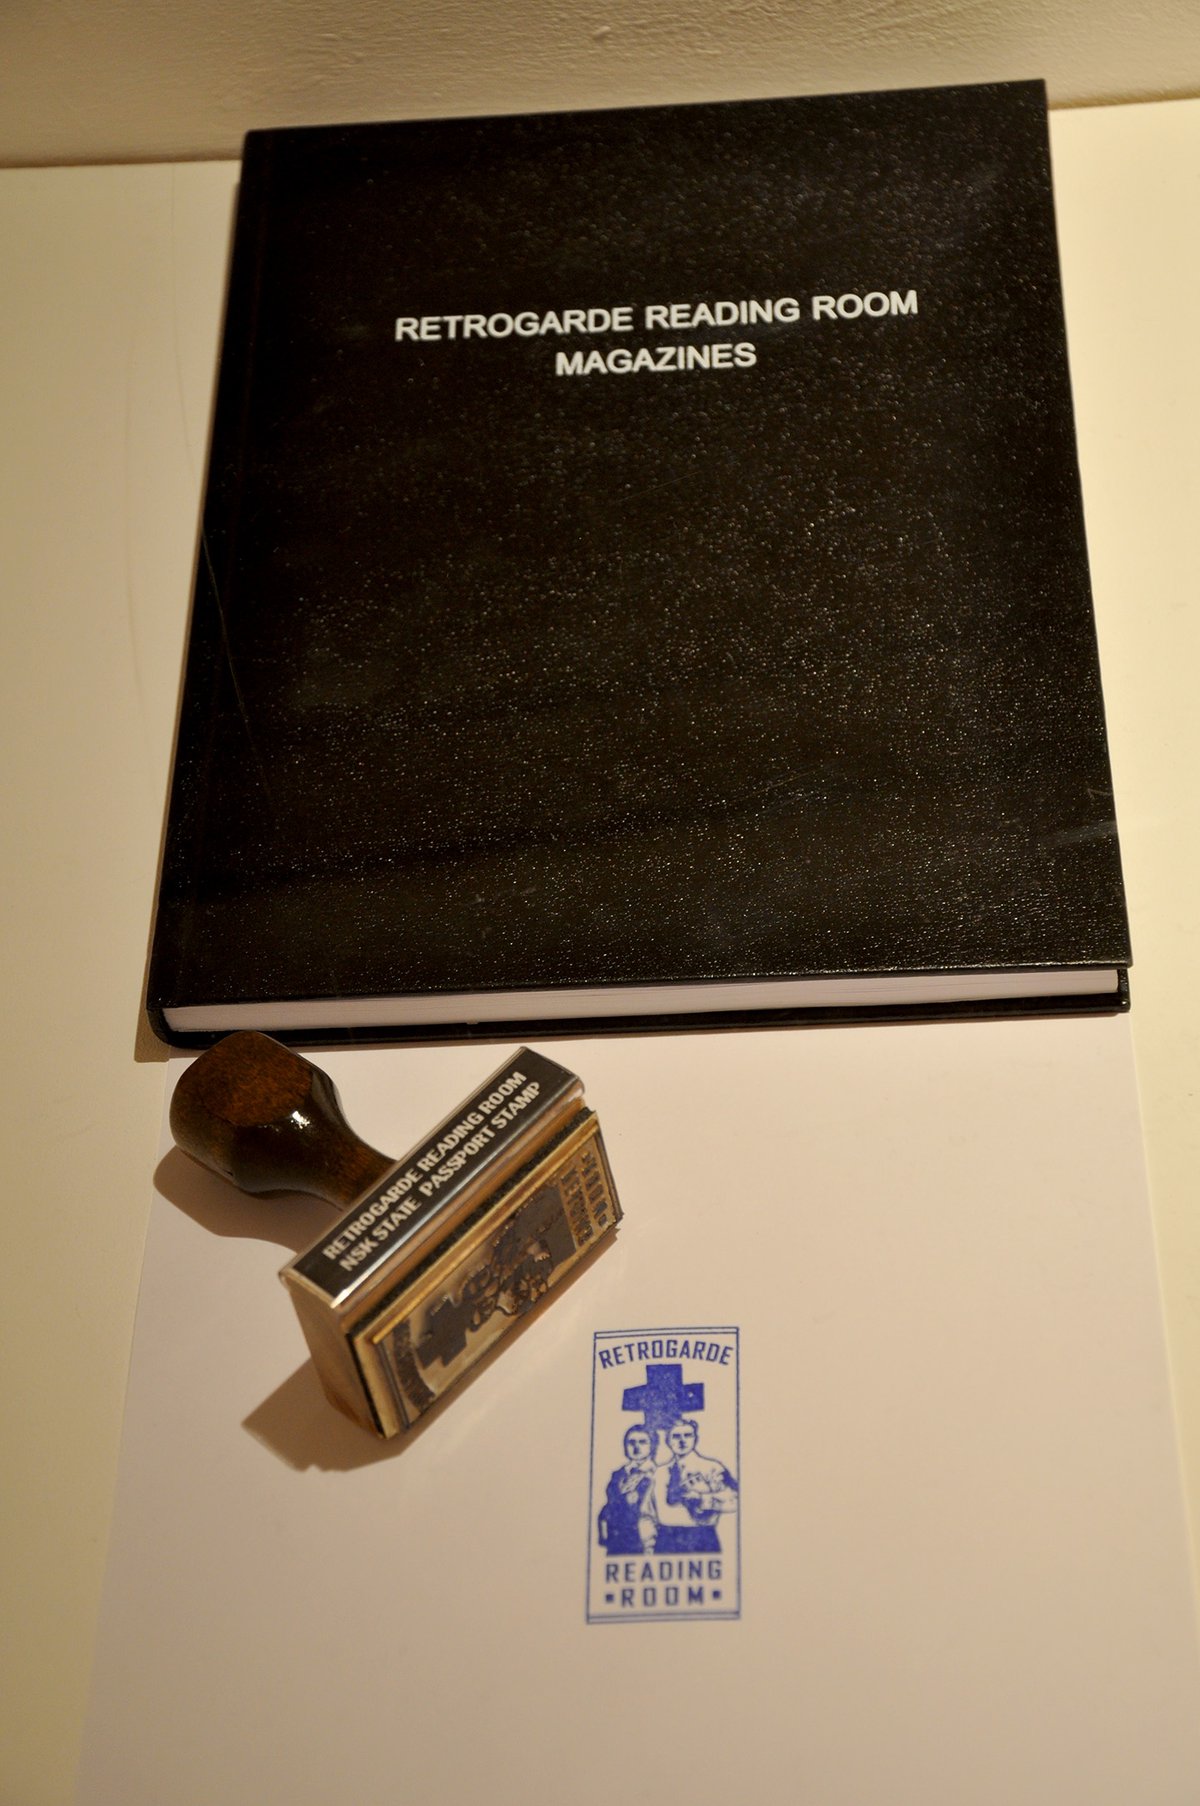 RETROGARDE READING ROOM
MAGAZINES
RETROGARDE READING ROOM
NSK STATE PASSPORT STAMP
RETROGARDE
READING
▪ROOM▪